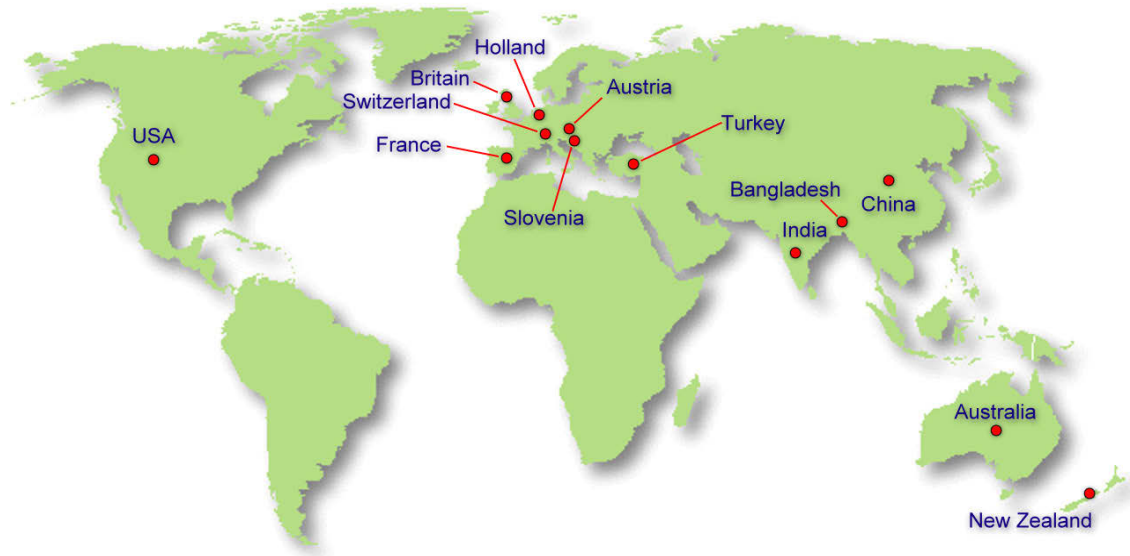 Holland
Britain
Austria
Switzerland
Turkey
USA
France
Bangladesh
China
Slovenia
India
Australia
New Zealand